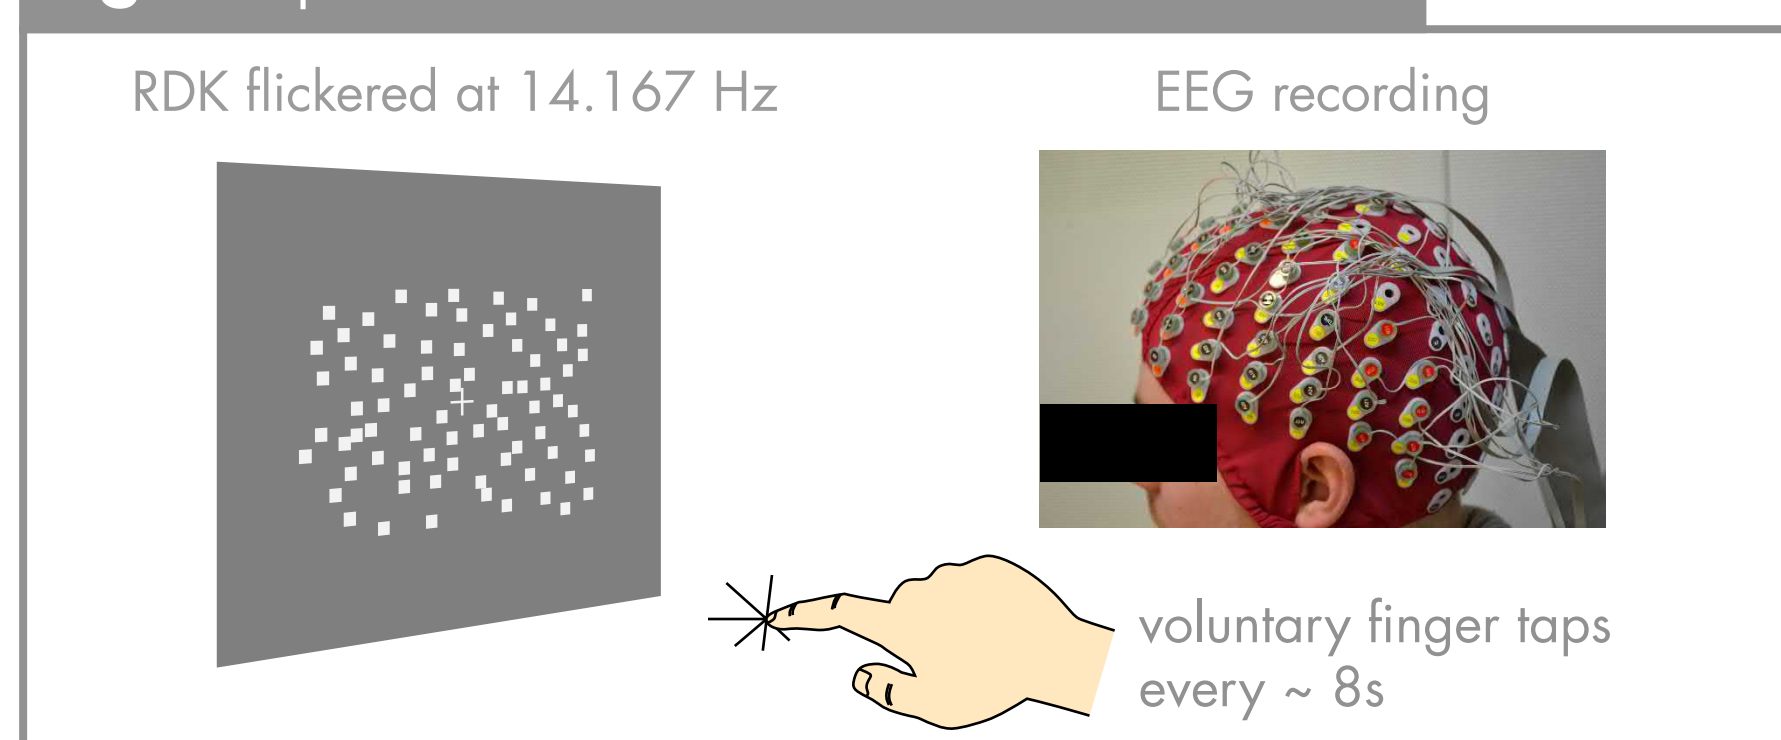 RDK flickered at 14.167 Hz
EEG recording
voluntary finger taps
every ~ 8s